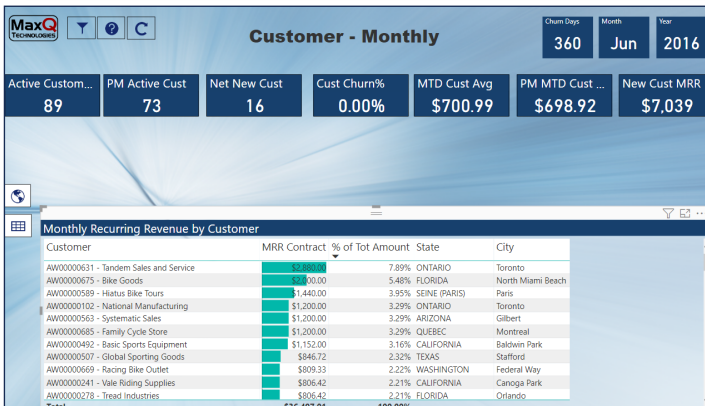 MaxQ
TECHNOLOGIES
?
C
Customer - Monthly
Churn Days
360
Month
Jun
Year
2016
Active Custom...
89
PM Active Cust
73
Net New Cust
16
Cust Churn%
0.00%
MTD Cust Avg
$700.99
PM MTD Cust ...
$698.92
New Cust MRR
$7,039
Monthly Recurring Revenue by Customer
Customer MRR Contract % of Tot Amount State City
AW00000631 - Tandem Sales and Service $2,880.00 7.89% ONTARIO Toronto
AW00000675 - Bike Goods $2,000.00 5.48% FLORIDA North Miami Beach
AW00000589 - Hiatus Bike Tours $1,440.00 3.95% SEINE (PARIS) Paris
AW00000102 - National Manufacturing $1,200.00 3.29% ONTARIO Toronto
AW00000563 - Systematic Sales $1,200.00 3.29% ARIZONA Gilbert
AW00000685 - Family Cycle Store $1,200.00 3.29% QUEBEC Montreal
AW00000492 - Basic Sports Equipment $1,152.00 3.16% CALIFORNIA Baldwin Park
AW00000507 - Global Sporting Goods $846.72 2.32% TEXAS Stafford
AW00000669 - Racing Bike Outlet $809.33 2.22% WASHINGTON Federal Way
AW00000241 - Vale Riding Supplies $806.42 2.21% CALIFORNIA Canoga Park
AW00000278 - Tread Industries $806.42 2.21% FLORIDA Orlando
Total 100.00%